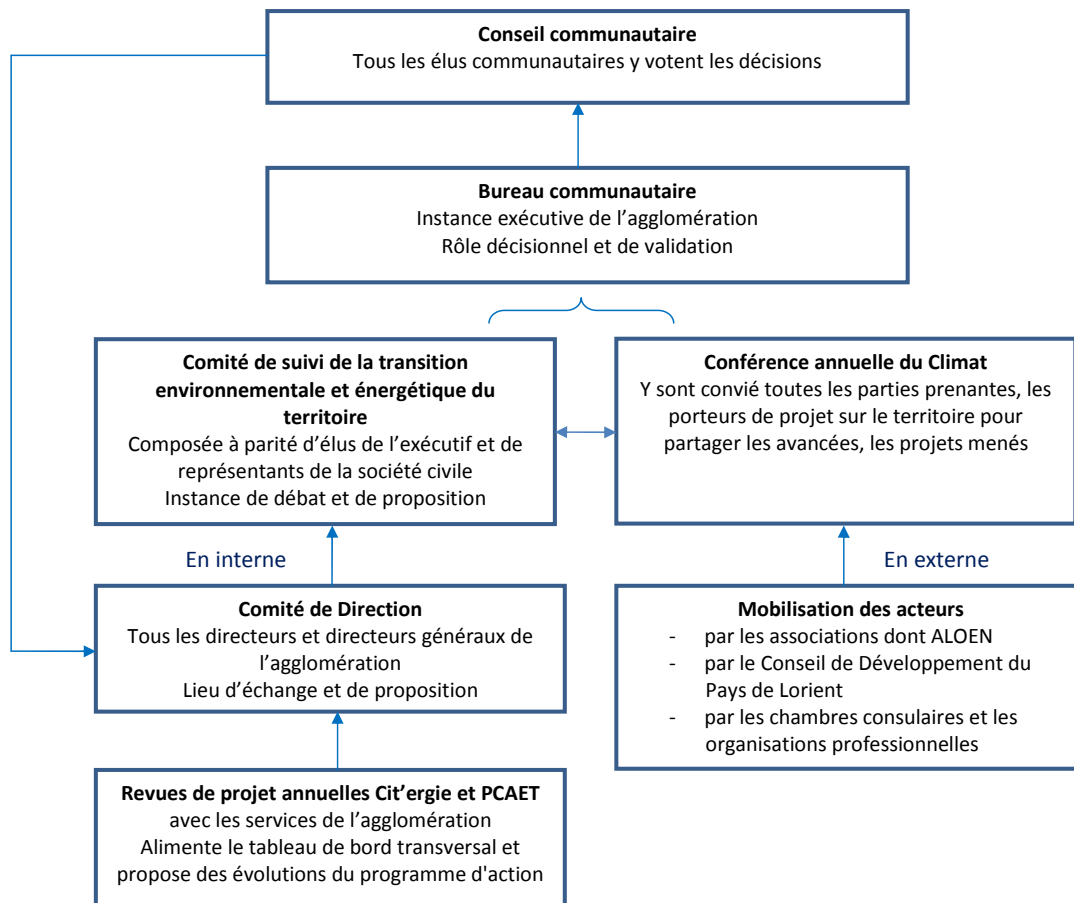 Conseil communautaire
Tous les élus communautaires y votent les décisions
Bureau communautaire
Instance exécutive de l’agglomération
Rôle décisionnel et de validation
Comité de suivi de la transition
environnementale et énergétique du
territoire
Composée à parité d’élus de l’exécutif et de
représentants de la société civile
Instance de débat et de proposition
Conférence annuelle du Climat
Y sont convié toutes les parties prenantes, les
porteurs de projet sur le territoire pour
partager les avancées, les projets menés
En interne
En externe
Comité de Direction
Tous les directeurs et directeurs généraux de
l’agglomération
Lieu d’échange et de proposition
Mobilisation des acteurs
- par les associations dont ALOEN
- par le Conseil de Développement du
Pays de Lorient
- par les chambres consulaires et les
organisations professionnelles
Revues de projet annuelles Cit’ergie et PCAET
avec les services de l’agglomération
Alimente le tableau de bord transversal et
propose des évolutions du programme d'action